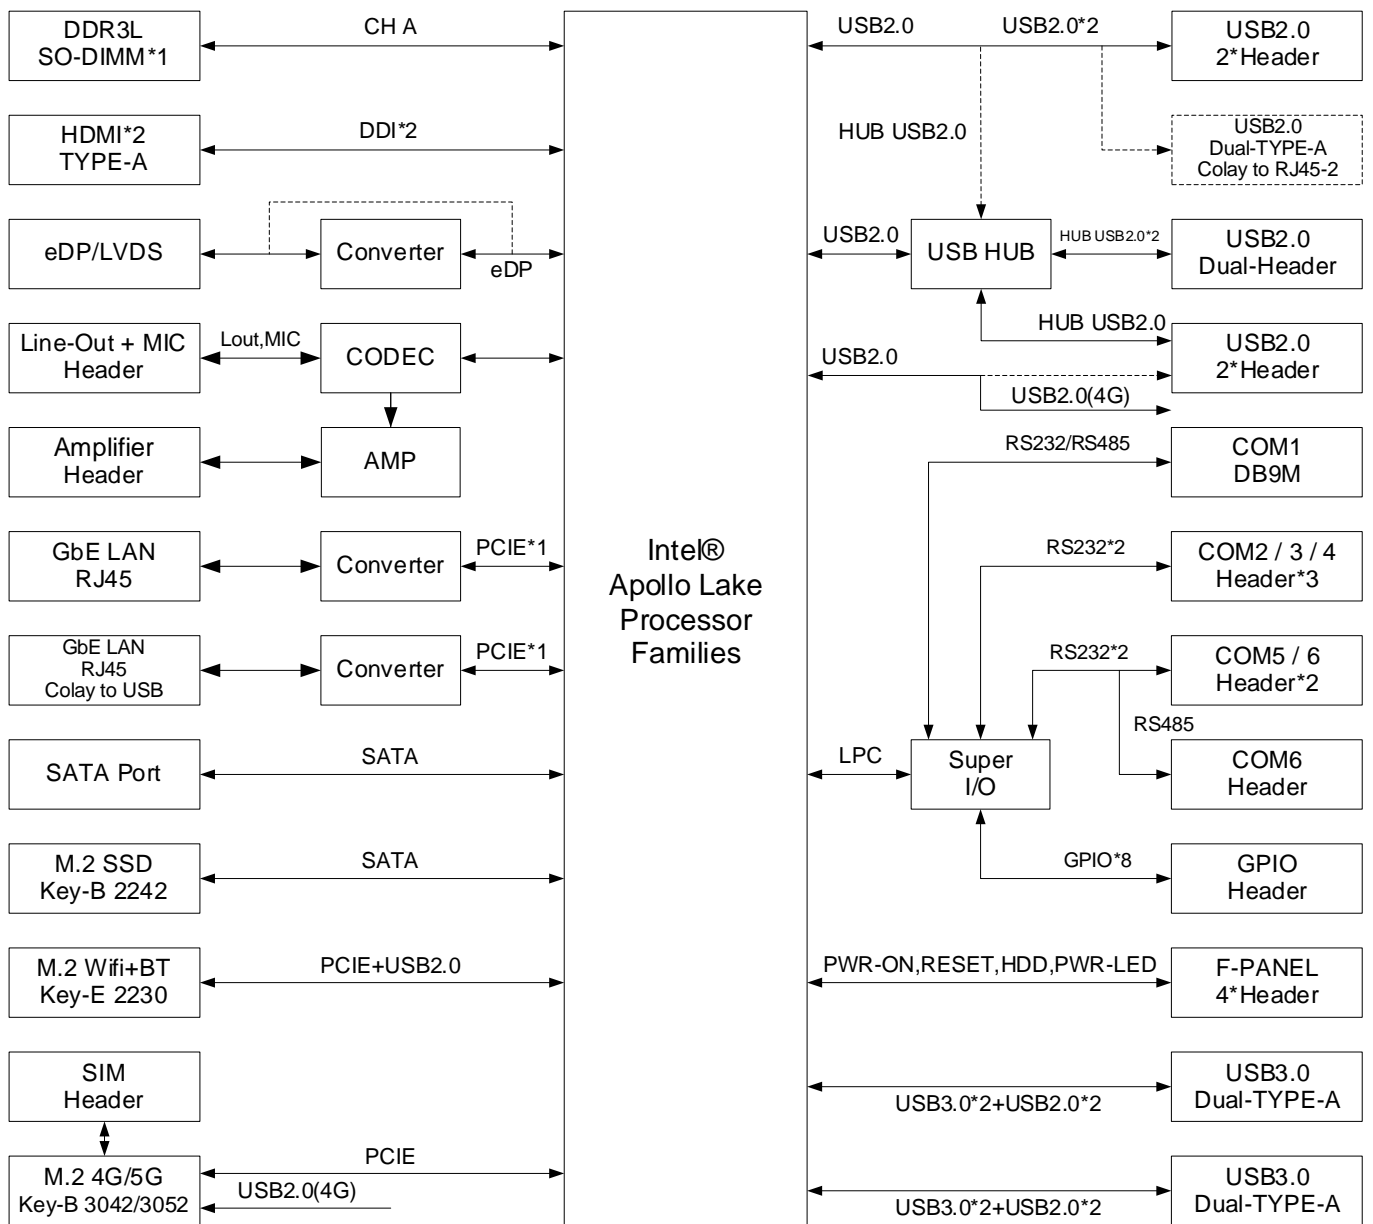 DDR3L
SO-DIMM*1
CH A
HDMI*2
TYPE-A
DDI*2
eDP/LVDS
Converter
eDP
Line-Out + MIC
Header
Lout,MIC
CODEC
Amplifier
Header
AMP
GbE LAN
RJ45
Converter
PCIE*1
GbE LAN
RJ45
Colay to USB
Converter
PCIE*1
SATA Port
SATA
M.2 SSD
Key-B 2242
SATA
M.2 Wifi+BT
Key-E 2230
PCIE+USB2.0
SIM
Header
M.2 4G/5G
Key-B 3042/3052
PCIE
USB2.0(4G)
Intel®
Apollo Lake
Processor
Families
USB2.0
USB2.0*2
USB2.0
2*Header
HUB USB2.0
USB2.0
Dual-TYPE-A
Colay to RJ45-2
USB2.0
USB HUB
HUB USB2.0*2
USB2.0
Dual-Header
HUB USB2.0
USB2.0
2*Header
USB2.0
USB2.0(4G)
RS232/RS485
COM1
DB9M
RS232*2
COM2 / 3 / 4
Header*3
RS232*2
COM5 / 6
Header*2
RS485
LPC
Super
I/O
COM6
Header
GPIO*8
GPIO
Header
PWR-ON,RESET,HDD,PWR-LED
F-PANEL
4*Header
USB3.0*2+USB2.0*2
USB3.0
Dual-TYPE-A
USB3.0*2+USB2.0*2
USB3.0
Dual-TYPE-A